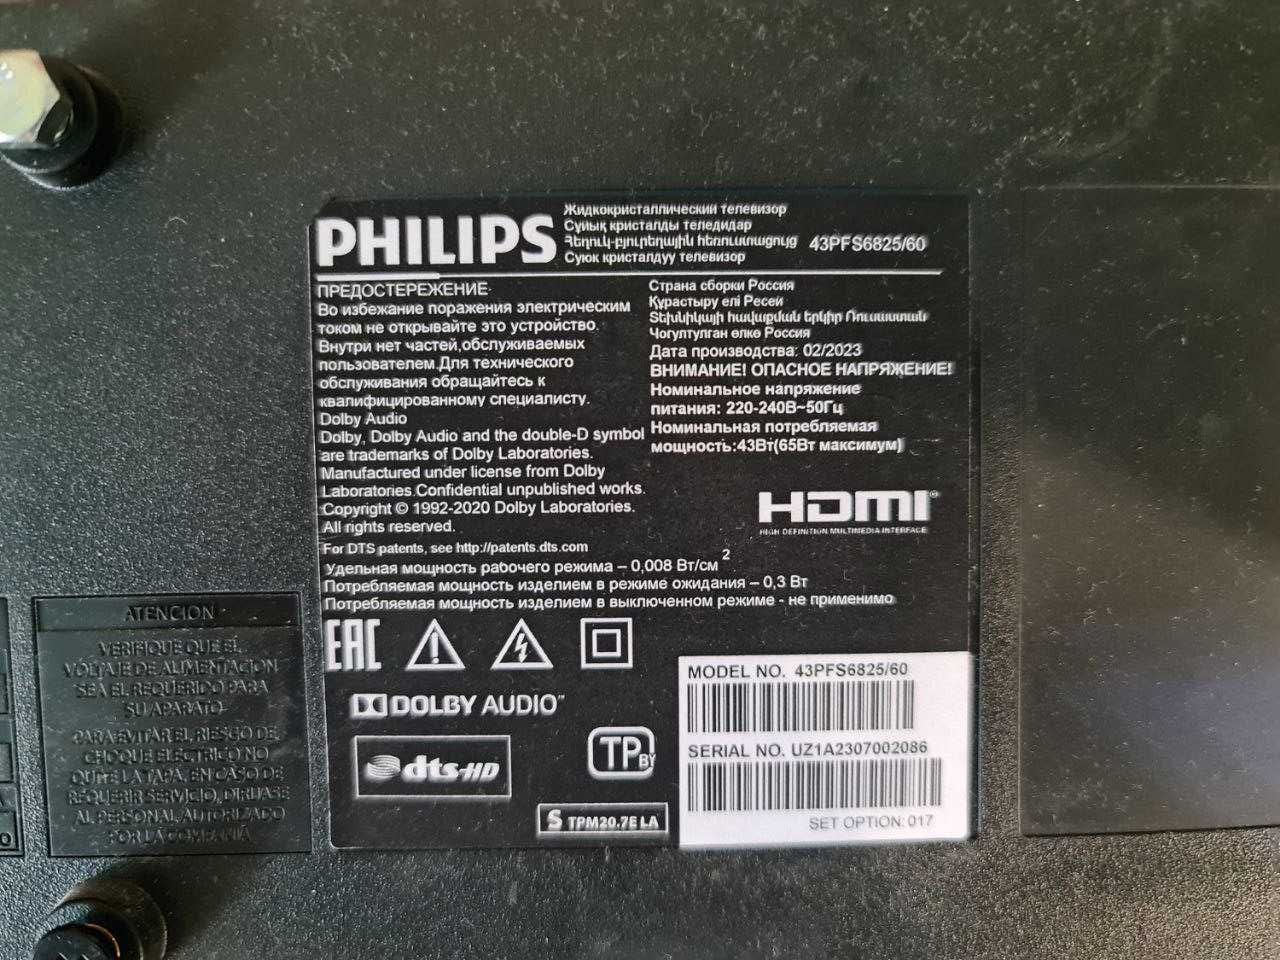 PHILIPS
Жидкокристаллический телевизор
Сұйық кристалды теледидар
Հեղուկ-բյուրեղային հեռուստացույց
Суюк кристалдуу телевизор
43PFS6825/60
ПРЕДОСТЕРЕЖЕНИЕ:
Во избежание поражения электрическим
током не открывайте это устройство.
Внутри нет частей,обслуживаемых
пользователем.Для технического
обслуживания обращайтесь к
квалифицированному специалисту.
Dolby Audio
Dolby, Dolby Audio and the double-D symbol
are trademarks of Dolby Laboratories.
Manufactured under license from Dolby
Laboratories.Confidential unpublished works.
Copyright © 1992-2020 Dolby Laboratories.
All rights reserved.
For DTS patents, see http://patents.dts.com
Страна сборки Россия
Құрастыру елі Ресей
Տեխնիկայի հավաքման երկիր Ռուսաստան
Чогултулган өлкө Россия
Дата производства: 02/2023
ВНИМАНИЕ! ОПАСНОЕ НАПРЯЖЕНИЕ!
Номинальное напряжение
питания: 220-240В~50Гц
Номинальная потребляемая
мощность:43Вт(65Вт максимум)
HDMI®
HIGH DEFINITION MULTIMEDIA INTERFACE
Удельная мощность рабочего режима – 0,008 Вт/см²
Потребляемая мощность изделием в режиме ожидания – 0,3 Вт
Потребляемая мощность изделием в выключенном режиме - не применимо
EAC
DOLBY AUDIO™
dts-HD
TP BY
S TPM20.7E LA
MODEL NO. 43PFS6825/60
SERIAL NO. UZ1A2307002086
SET OPTION: 017
ATENCION
VERIFIQUE QUE EL
VOLTAJE DE ALIMENTACION
SEA EL REQUERIDO PARA
SU APARATO
PARA EVITAR EL RIESGO DE
CHOQUE ELECTRICO NO
QUITE LA TAPA, EN CASO DE
REQUERIR SERVICIO, DIRIJASE
AL PERSONAL AUTORIZADO
POR LA COMPAÑIA